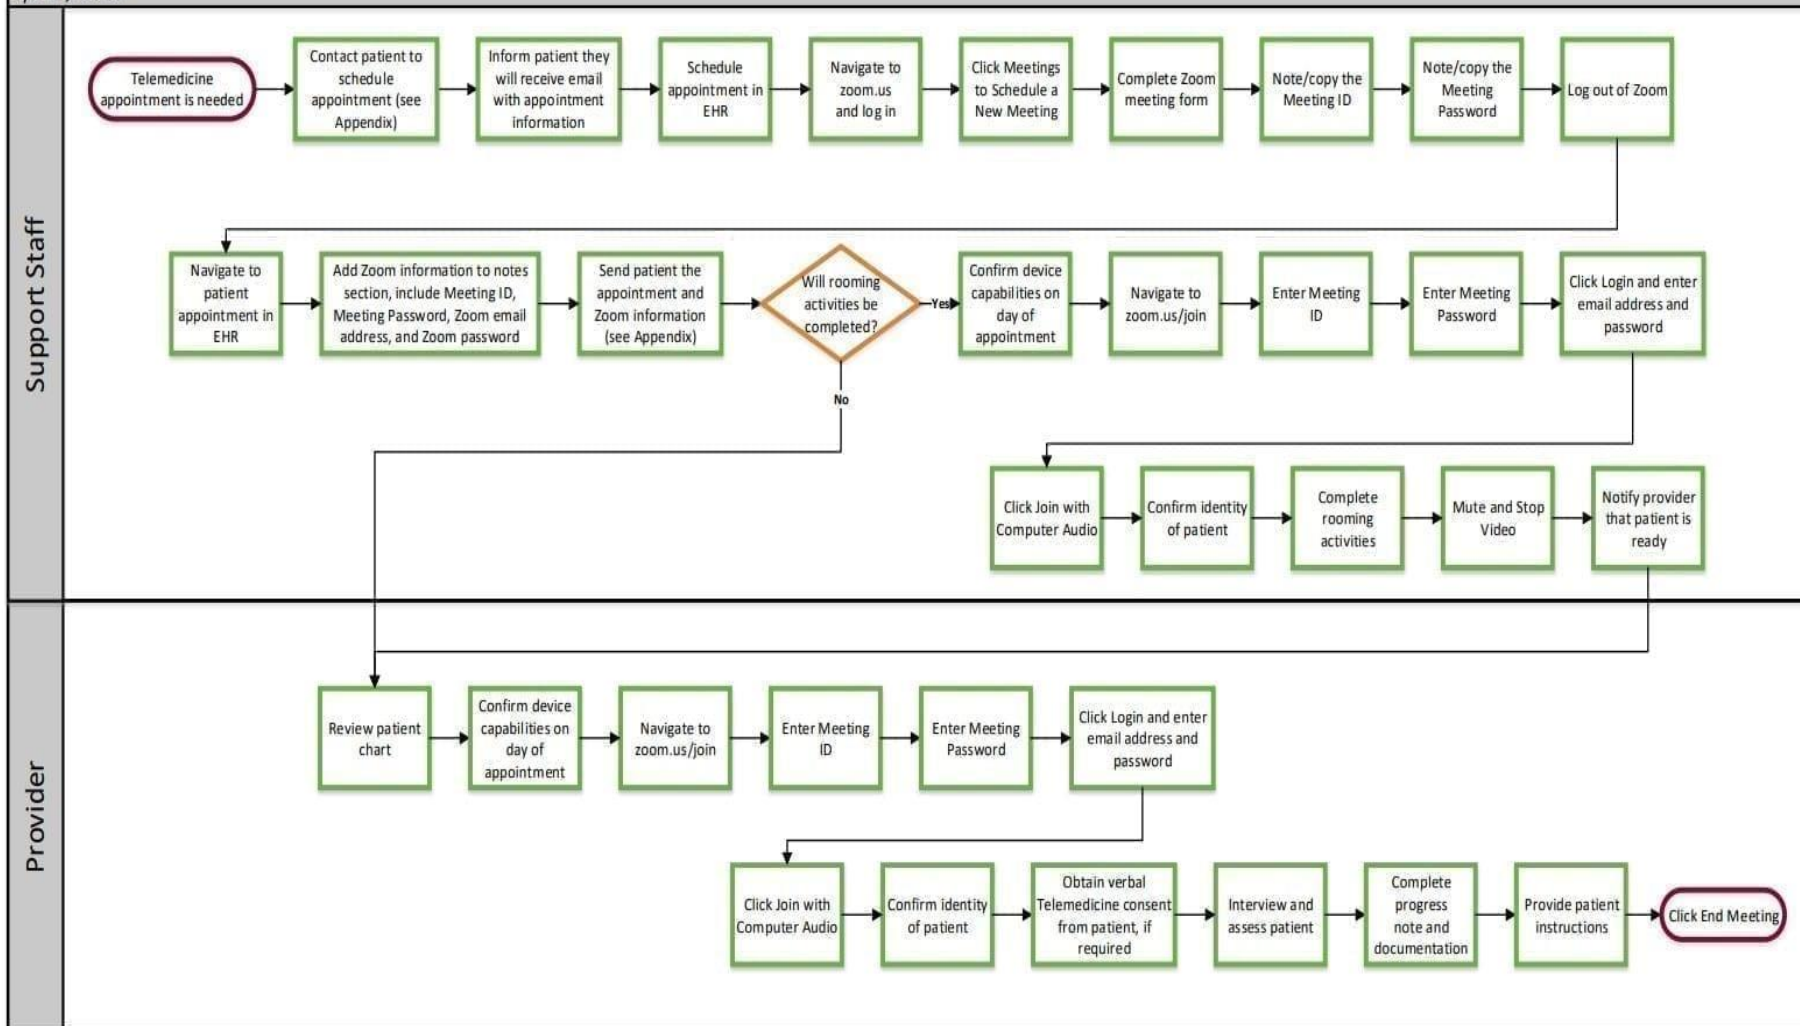 Support Staff
Telemedicine
appointment is needed
Contact patient to
schedule
appointment (see
Appendix)
Inform patient they
will receive email
with appointment
information
Schedule
appointment in
EHR
Navigate to
zoom.us
and log in
Click Meetings
to Schedule a
New Meeting
Complete Zoom
meeting form
Note/copy the
Meeting ID
Note/copy the
Meeting
Password
Log out of Zoom
Navigate to
patient
appointment in
EHR
Add Zoom information to notes
section, include Meeting ID,
Meeting Password, Zoom email
address, and Zoom password
Send patient the
appointment and
Zoom information
(see Appendix)
Will rooming
activities be
completed?
Yes
No
Confirm device
capabilities on
day of
appointment
Navigate to
zoom.us/join
Enter Meeting
ID
Enter Meeting
Password
Click Login and enter
email address and
password
Click Join with
Computer Audio
Confirm identity
of patient
Complete
rooming
activities
Mute and Stop
Video
Notify provider
that patient is
ready
Provider
Review patient
chart
Confirm device
capabilities on
day of
appointment
Navigate to
zoom.us/join
Enter Meeting
ID
Enter Meeting
Password
Click Login and enter
email address and
password
Click Join with
Computer Audio
Confirm identity
of patient
Obtain verbal
Telemedicine consent
from patient, if
required
Interview and
assess patient
Complete
progress
note and
documentation
Provide patient
instructions
Click End Meeting